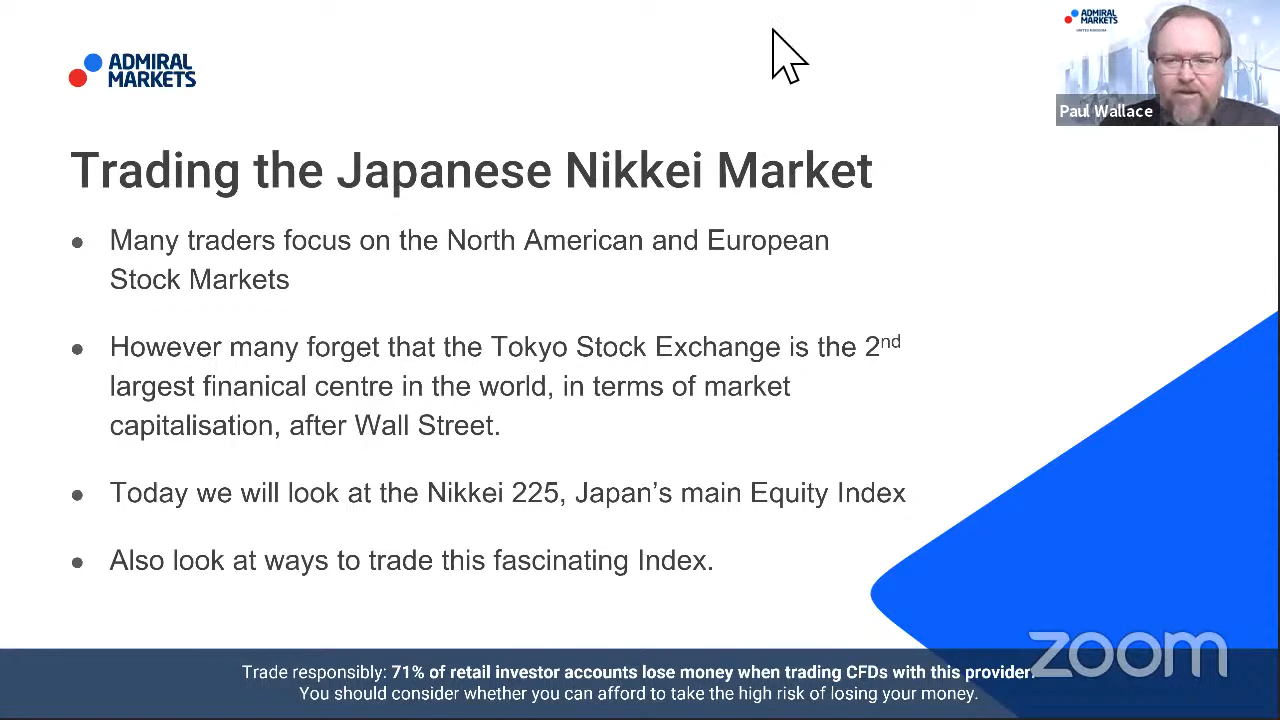 ADMIRAL
MARKETS
ADMIRAL
MARKETS
UNITED KINGDOM
Paul Wallace
Trading the Japanese Nikkei Market
• Many traders focus on the North American and European
Stock Markets
• However many forget that the Tokyo Stock Exchange is the 2nd
largest finanical centre in the world, in terms of market
capitalisation, after Wall Street.
• Today we will look at the Nikkei 225, Japan's main Equity Index
• Also look at ways to trade this fascinating Index.
zoom
Trade responsibly: 71% of retail investor accounts lose money when trading CFDs with this provider.
You should consider whether you can afford to take the high risk of losing your money.